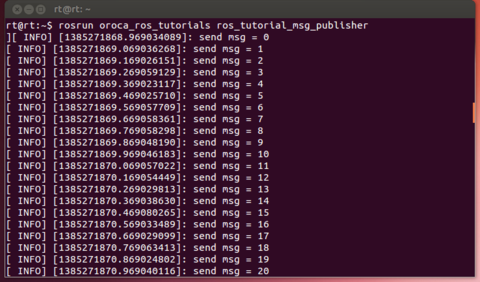 rt@rt: ~
rt@rt:~$ rosrun oroca_ros_tutorials ros_tutorial_msg_publisher
][ INFO] [1385271868.969034089]: send msg = 0
[ INFO] [1385271869.069036268]: send msg = 1
[ INFO] [1385271869.169026151]: send msg = 2
[ INFO] [1385271869.269059129]: send msg = 3
[ INFO] [1385271869.369023117]: send msg = 4
[ INFO] [1385271869.469025710]: send msg = 5
[ INFO] [1385271869.569057709]: send msg = 6
[ INFO] [1385271869.669058361]: send msg = 7
[ INFO] [1385271869.769058298]: send msg = 8
[ INFO] [1385271869.869048190]: send msg = 9
[ INFO] [1385271869.969046183]: send msg = 10
[ INFO] [1385271870.069057022]: send msg = 11
[ INFO] [1385271870.169054449]: send msg = 12
[ INFO] [1385271870.269029813]: send msg = 13
[ INFO] [1385271870.369038630]: send msg = 14
[ INFO] [1385271870.469080265]: send msg = 15
[ INFO] [1385271870.569033489]: send msg = 16
[ INFO] [1385271870.669029099]: send msg = 17
[ INFO] [1385271870.769063413]: send msg = 18
[ INFO] [1385271870.869024802]: send msg = 19
[ INFO] [1385271870.969040116]: send msg = 20